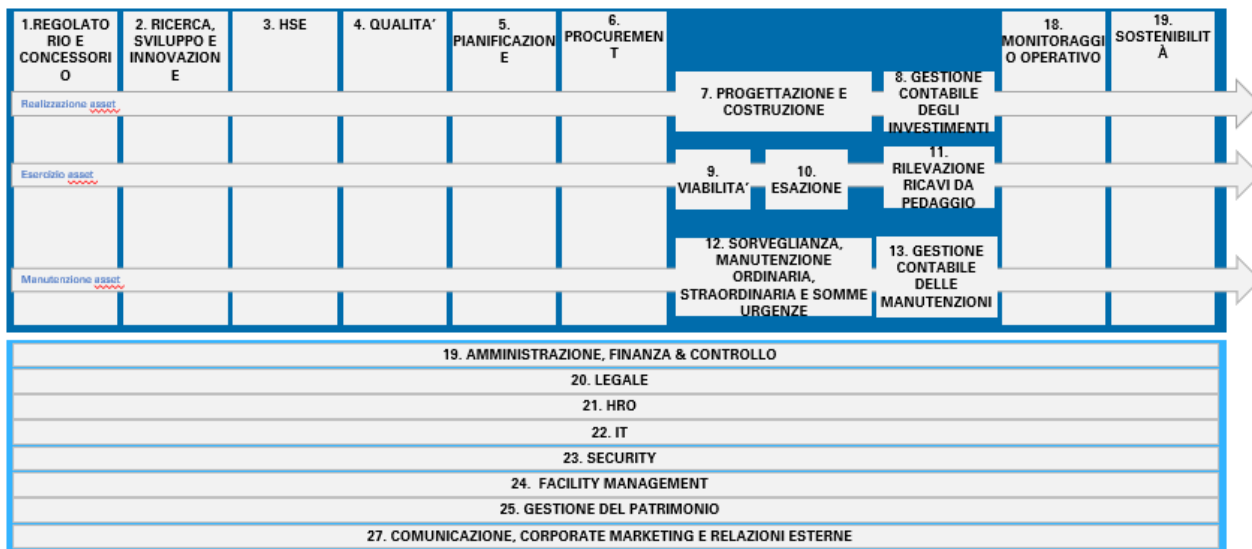 1.REGOLATO
RIO E
CONCESSORI
O
2. RICERCA,
SVILUPPO E
INNOVAZION
E
3. HSE
4. QUALITA’
5.
PIANIFICAZION
E
6.
PROCUREMEN
T
18.
MONITORAGGI
O OPERATIVO
19.
SOSTENIBILIT
À
Realizzazione asset
7. PROGETTAZIONE E
COSTRUZIONE
8. GESTIONE
CONTABILE
DEGLI
INVESTIMENTI
Esercizio asset
9.
VIABILITA’
10.
ESAZIONE
11.
RILEVAZIONE
RICAVI DA
PEDAGGIO
Manutenzione asset
12. SORVEGLIANZA,
MANUTENZIONE
ORDINARIA,
STRAORDINARIA E SOMME
URGENZE
13. GESTIONE
CONTABILE
DELLE
MANUTENZIONI
19. AMMINISTRAZIONE, FINANZA & CONTROLLO
20. LEGALE
21. HRO
22. IT
23. SECURITY
24. FACILITY MANAGEMENT
25. GESTIONE DEL PATRIMONIO
27. COMUNICAZIONE, CORPORATE MARKETING E RELAZIONI ESTERNE